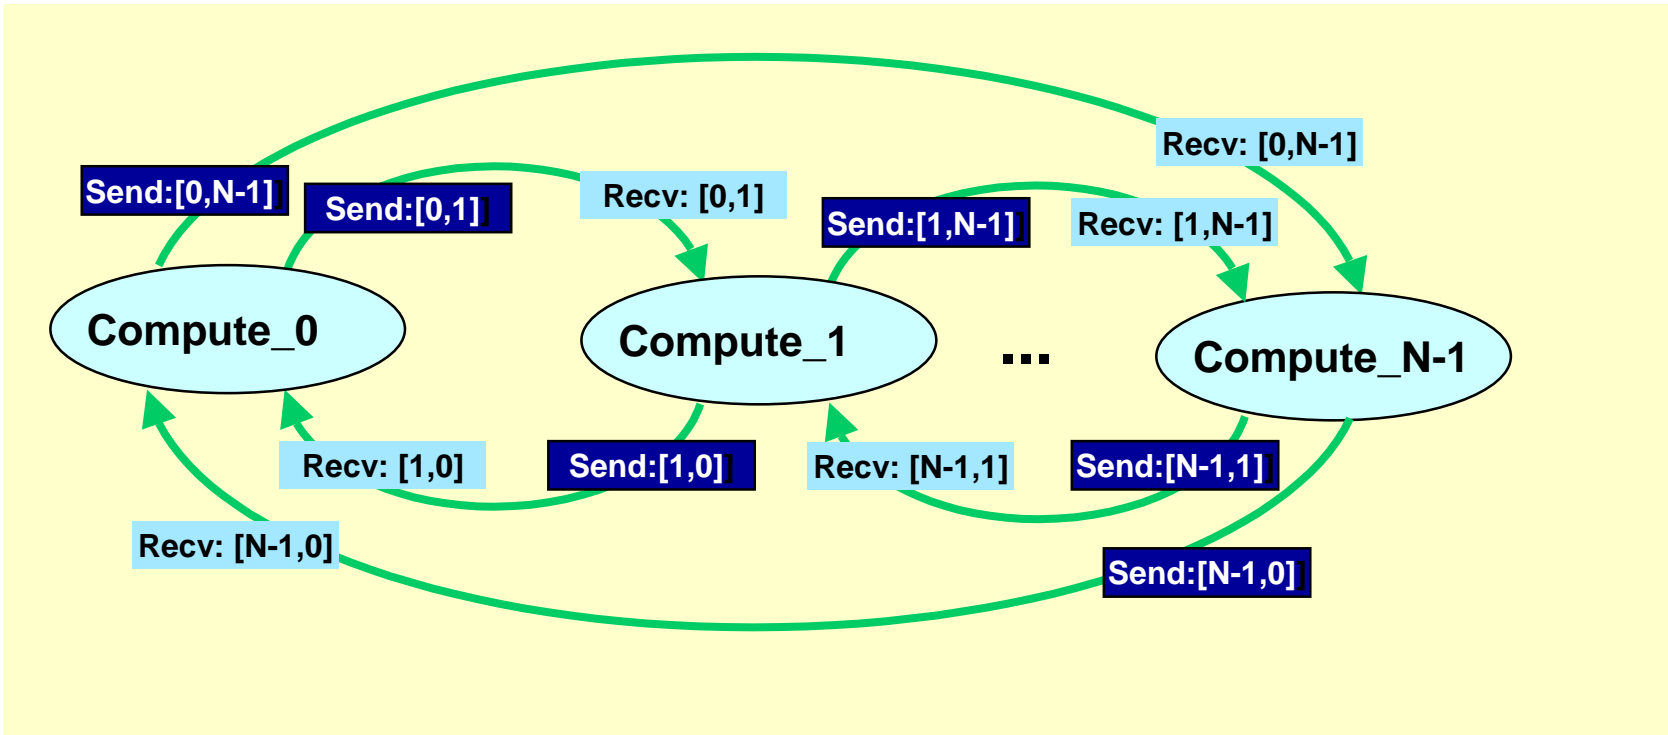 Recv: [0,N-1]
Send:[0,N-1]]
Send:[0,1]]
Recv: [0,1]
Send:[1,N-1]]
Recv: [1,N-1]
Compute_0
Compute_1
...
Compute_N-1
Recv: [1,0]
Send:[1,0]]
Recv: [N-1,1]
Send:[N-1,1]]
Recv: [N-1,0]
Send:[N-1,0]]